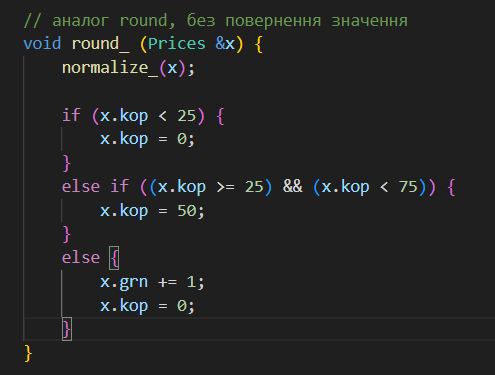 // аналог round, без повернення значення
void round_ (Prices &x) {
    normalize_(x);

    if (x.kop < 25) {
        x.kop = 0;
    }
    else if ((x.kop >= 25) && (x.kop < 75)) {
        x.kop = 50;
    }
    else {
        x.grn += 1;
        x.kop = 0;
    }
}